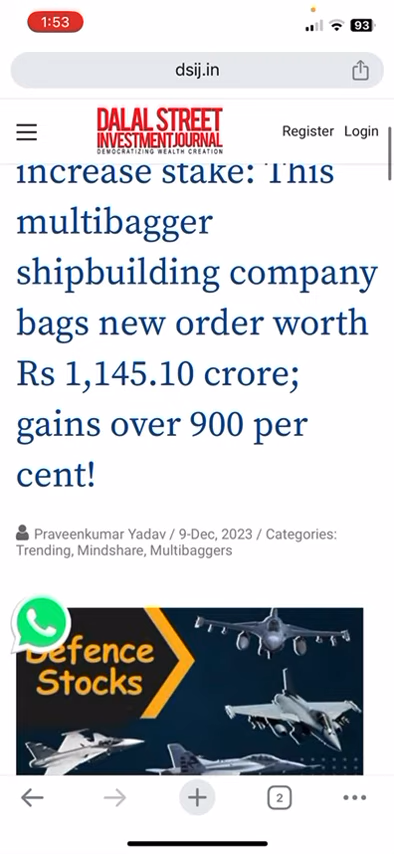 1:53
93
dsij.in
DALAL STREET
INVESTMENT JOURNAL
DEMOCRATIZING WEALTH CREATION
Register Login
increase stake: This
multibagger
shipbuilding company
bags new order worth
Rs 1,145.10 crore;
gains over 900 per
cent!
Praveenkumar Yadav / 9-Dec, 2023 / Categories:
Trending, Mindshare, Multibaggers
Defence
Stocks
2